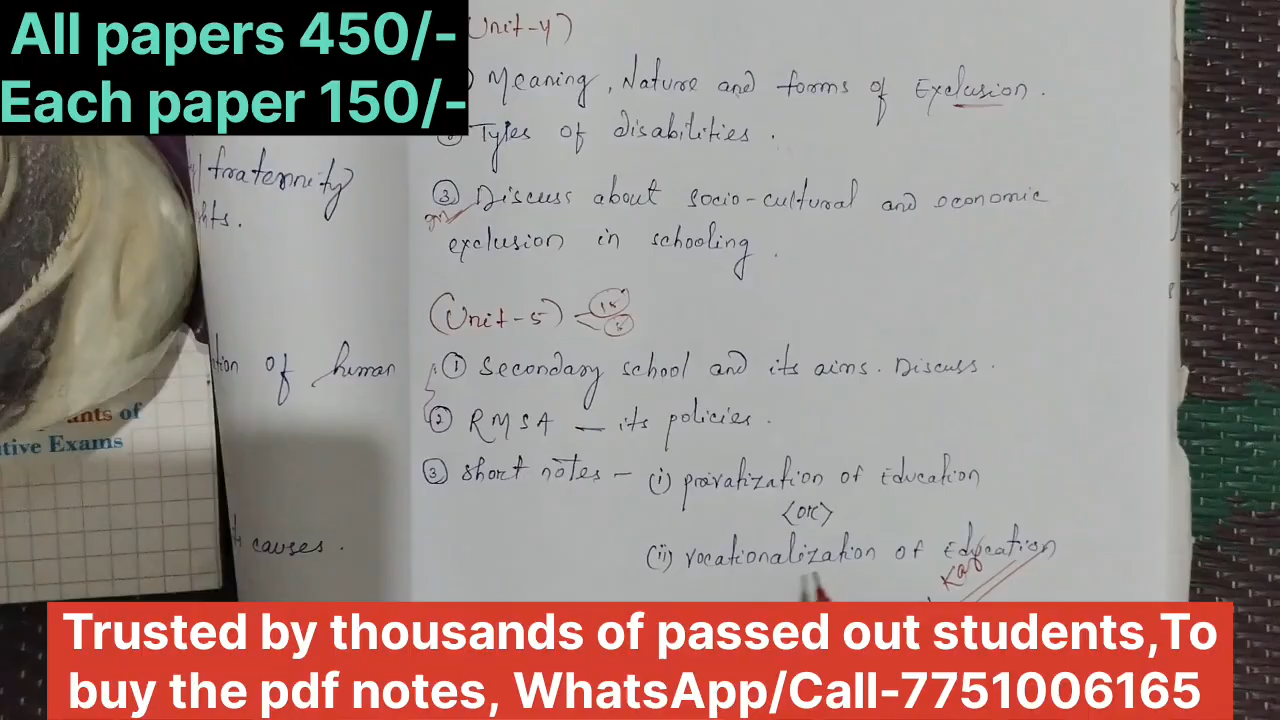 All papers 450/-
Each paper 150/-
(Unit-4)
Meaning, Nature and forms of Exclusion.
Types of disabilities.
③ Discuss about socio-cultural and economic
exclusion in schooling.
(Unit-5)
① Secondary school and its aims. Discuss.
② RMSA — its policies.
③ short notes — (i) privatization of Education
<OR>
(ii) vocationalization of Education
fraternity
of human
causes.
ants of
tive Exams
Trusted by thousands of passed out students,To
buy the pdf notes, WhatsApp/Call-7751006165